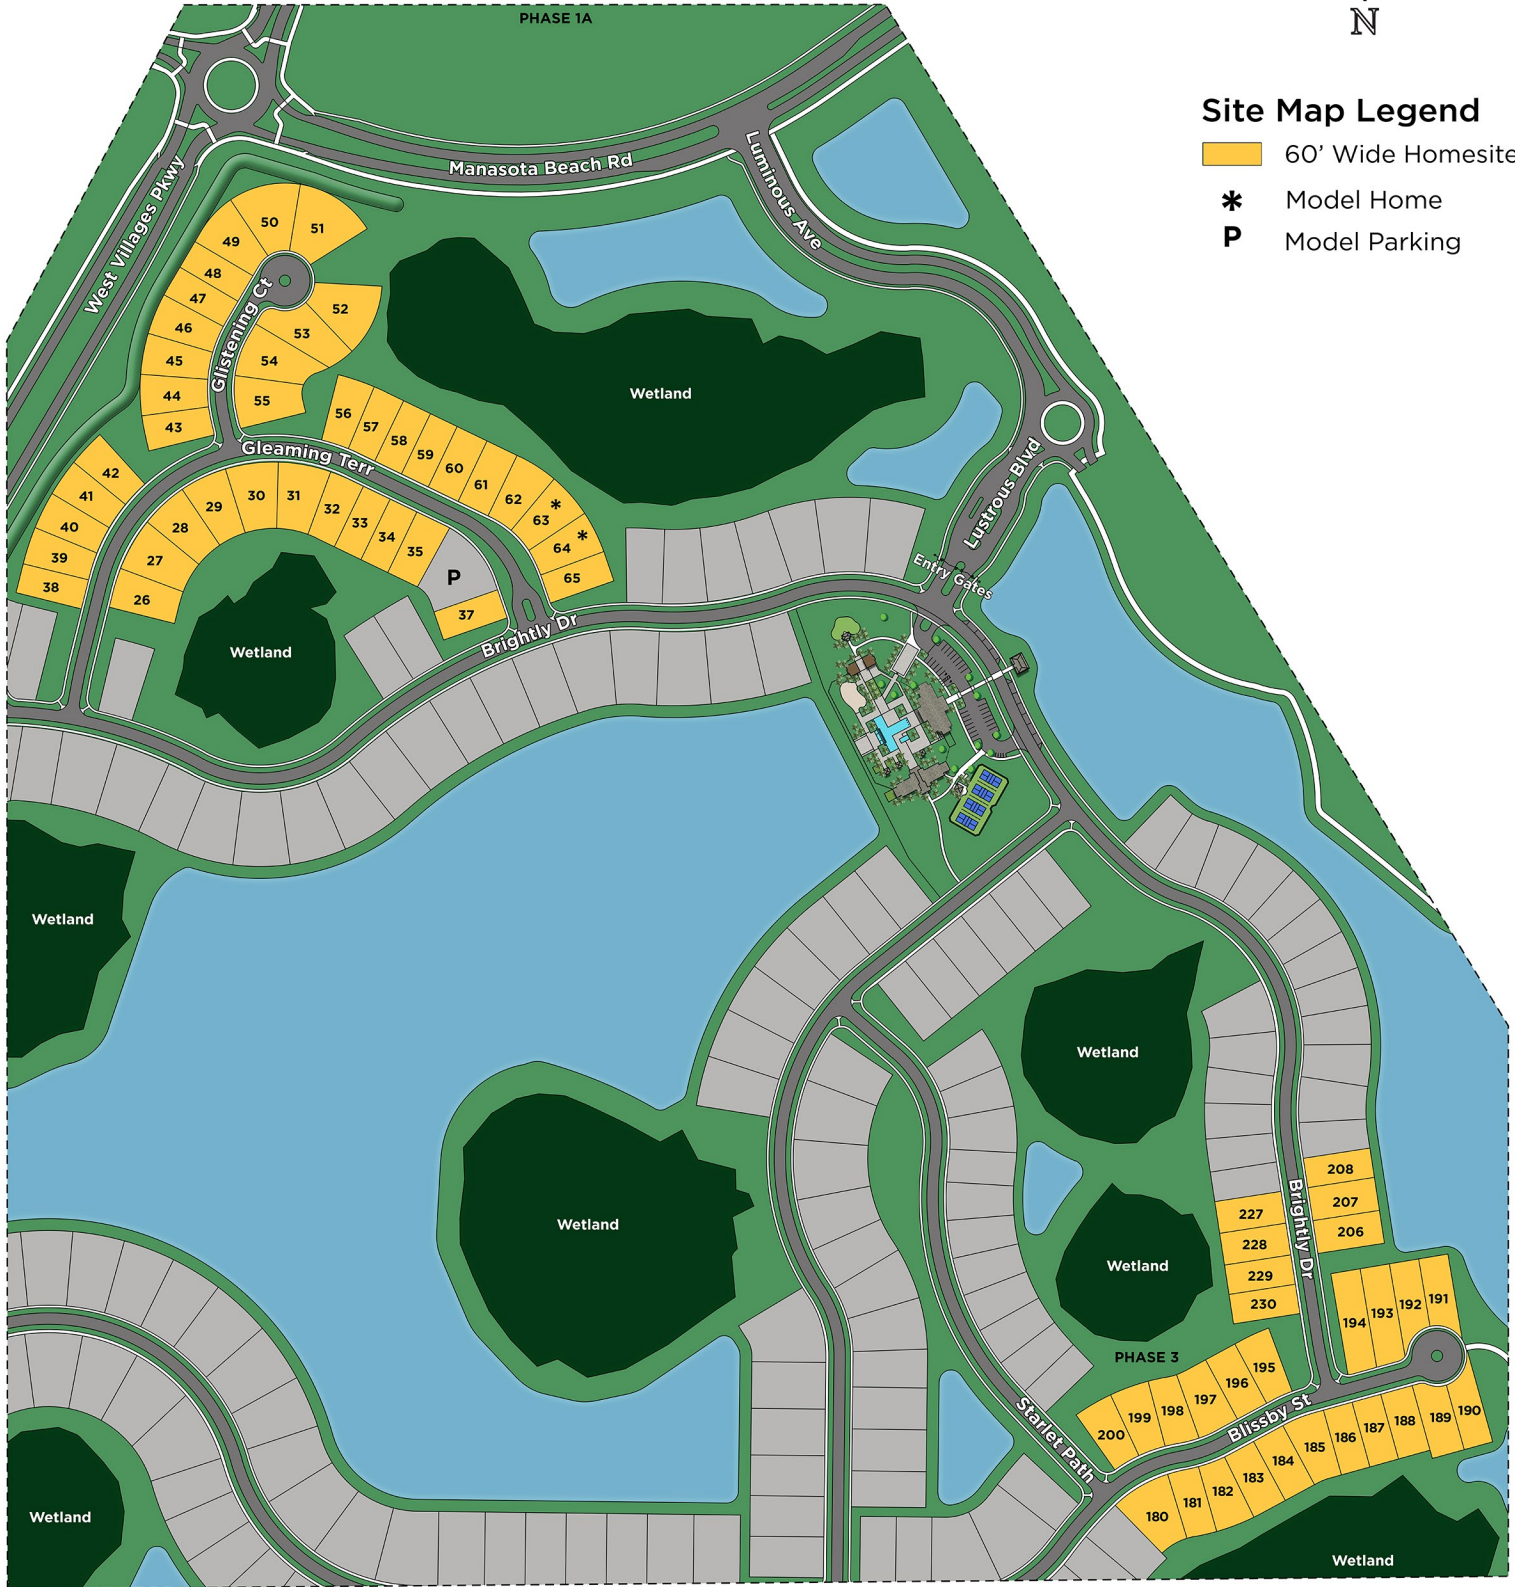 PHASE 1A
N
Site Map Legend
60’ Wide Homesite
* Model Home
P Model Parking
Manasota Beach Rd
Luminous Ave
West Villages Pkwy
51
50
49
48
47
46
45
44
43
52
53
54
55
Glistening Ct
Wetland
56
57
58
59
60
61
62
*
63
*
64
65
Gleaming Terr
42
41
40
39
38
29
30
31
32
33
34
35
28
27
26
P
37
Lustrous Blvd
Entry Gates
Brightly Dr
Wetland
Wetland
Wetland
Wetland
Wetland
208
207
206
Brightly Dr
227
228
229
230
194
193
192
191
PHASE 3
195
196
197
198
199
200
Starlet Path
Blissby St
190
189
188
187
186
185
184
183
182
181
180
Wetland
Wetland